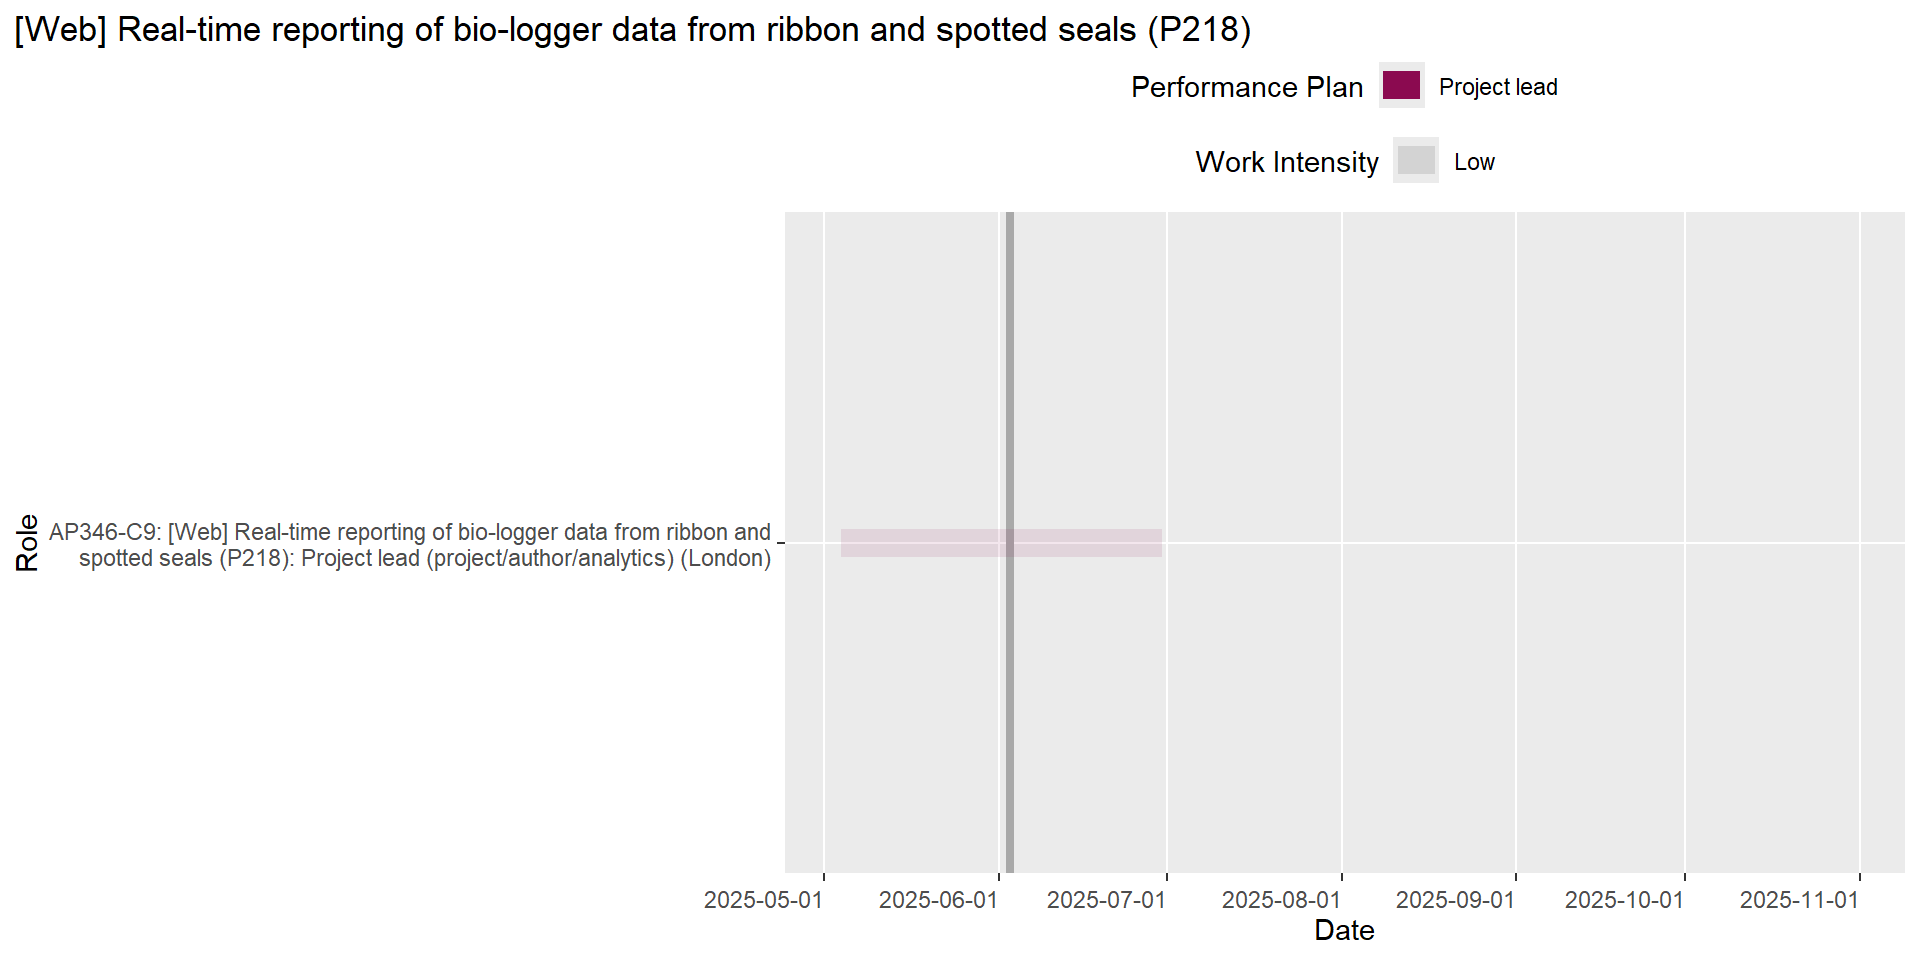 [Web] Real-time reporting of bio-logger data from ribbon and spotted seals (P218)
Performance Plan
Project lead
Work Intensity
Low
Role
AP346-C9: [Web] Real-time reporting of bio-logger data from ribbon and
spotted seals (P218): Project lead (project/author/analytics) (London)
2025-05-01
2025-06-01
2025-07-01
2025-08-01
2025-09-01
2025-10-01
2025-11-01
Date